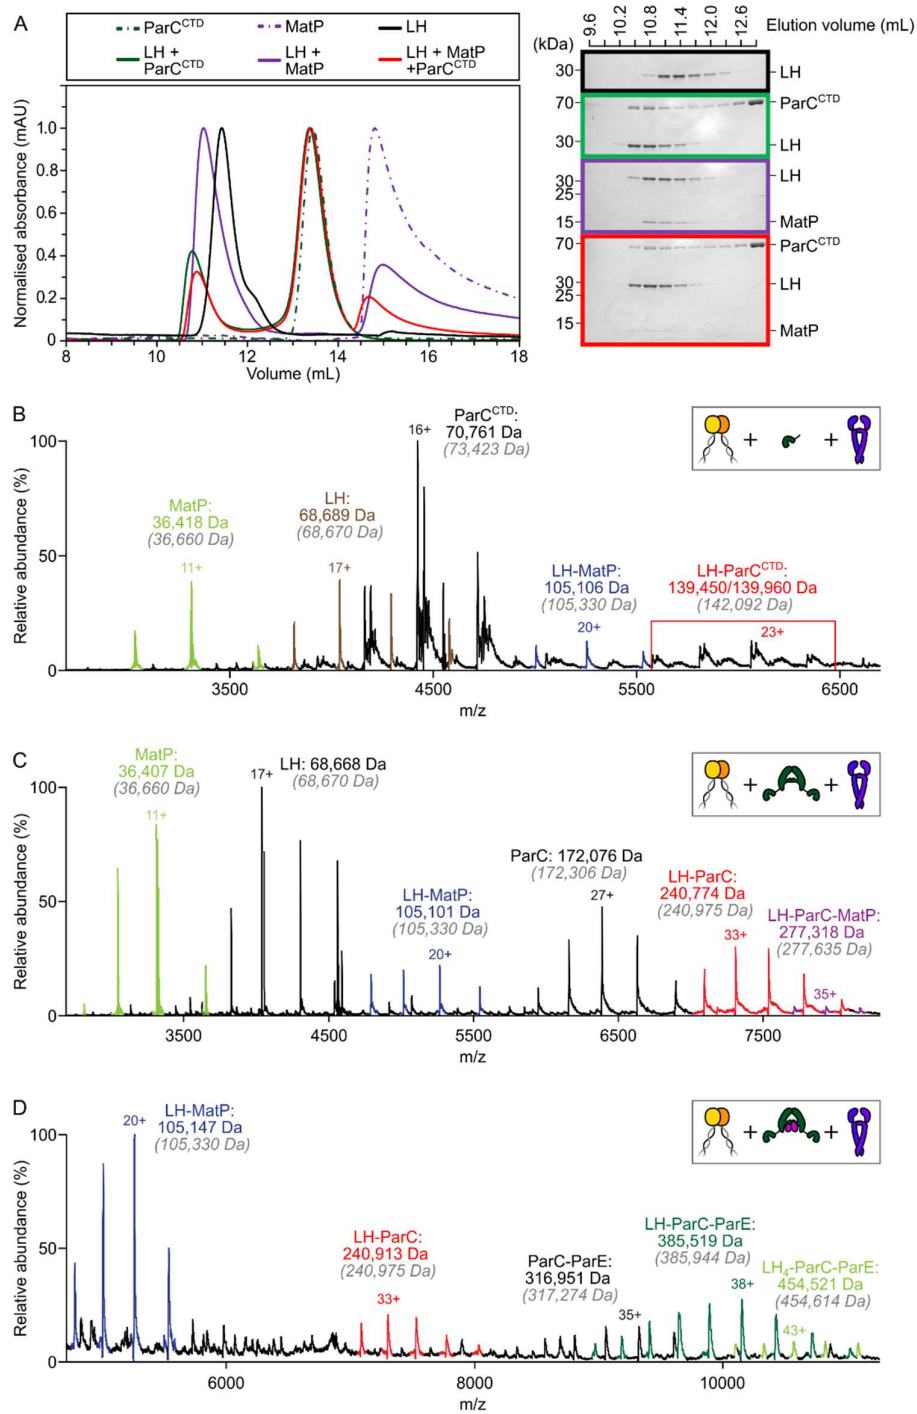 A
ParC^CTD
MatP
LH
LH +
ParC^CTD
LH +
MatP
LH + MatP
+ParC^CTD
Normalised absorbance (mAU)
1.0
0.8
0.6
0.4
0.2
0
8 10 12 14 16 18
Volume (mL)
9.6 10.2 10.8 11.4 12.0 12.6 Elution volume (mL)
(kDa)
30 LH
70 ParC^CTD
30 LH
30 LH
25
15 MatP
70 ParC^CTD
30 LH
25
15 MatP
B
Relative abundance (%)
100
50
0
MatP:
36,418 Da
(36,660 Da)
11+
LH:
68,689 Da
(68,670 Da)
17+
ParC^CTD:
16+ 70,761 Da
(73,423 Da)
LH-MatP:
105,106 Da
(105,330 Da)
20+
LH-ParC^CTD:
139,450/139,960 Da
(142,092 Da)
23+
+ +
3500 4500 5500 6500
m/z
C
Relative abundance (%)
100
50
0
MatP:
36,407 Da
(36,660 Da)
11+
17+ LH: 68,668 Da
(68,670 Da)
LH-MatP:
105,101 Da
(105,330 Da)
20+
ParC: 172,076 Da
(172,306 Da)
27+
LH-ParC:
240,774 Da
(240,975 Da)
33+
LH-ParC-MatP:
277,318 Da
(277,635 Da)
35+
+ +
3500 4500 5500 6500 7500
m/z
D
Relative abundance (%)
100
50
0
20+ LH-MatP:
105,147 Da
(105,330 Da)
LH-ParC:
240,913 Da
(240,975 Da)
33+
ParC-ParE:
316,951 Da
(317,274 Da)
35+
LH-ParC-ParE:
385,519 Da
(385,944 Da)
38+
LH₄-ParC-ParE:
454,521 Da
(454,614 Da)
43+
+ +
6000 8000 10000
m/z